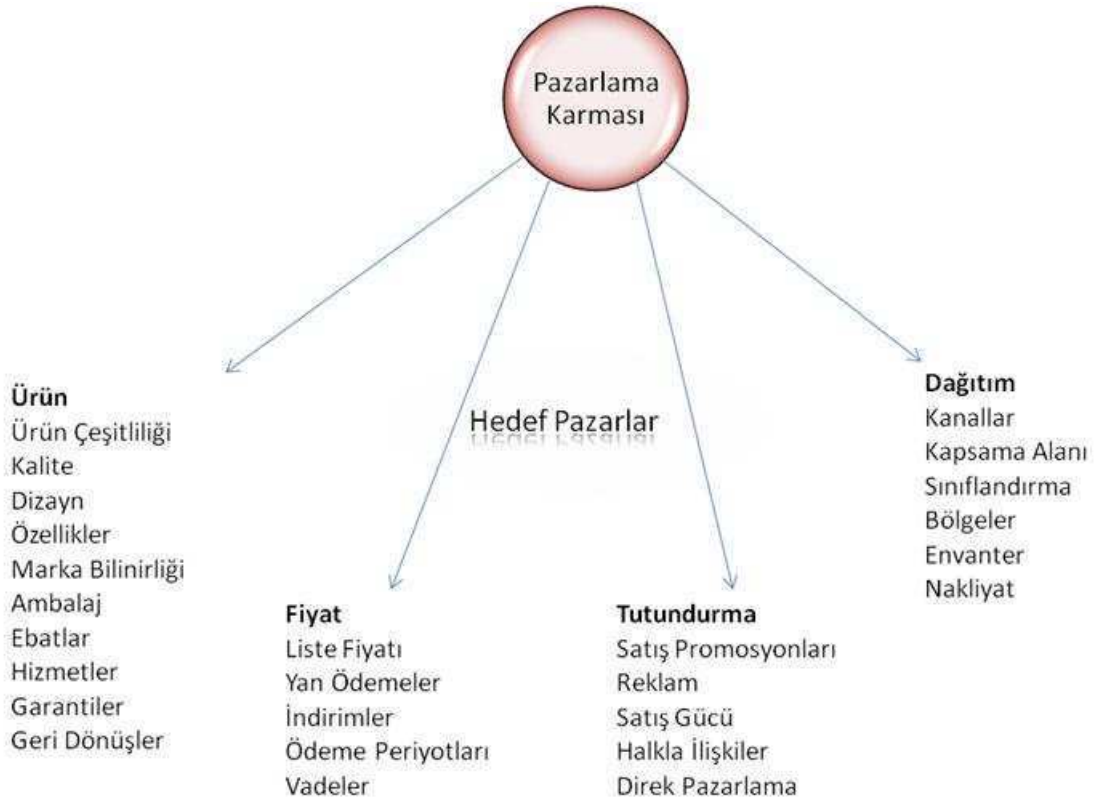 Pazarlama
Karması
Hedef Pazarlar
Ürün
Ürün Çeşitliliği
Kalite
Dizayn
Özellikler
Marka Bilinirliği
Ambalaj
Ebatlar
Hizmetler
Garantiler
Geri Dönüşler
Fiyat
Liste Fiyatı
Yan Ödemeler
İndirimler
Ödeme Periyotları
Vadeler
Tutundurma
Satış Promosyonları
Reklam
Satış Gücü
Halkla İlişkiler
Direk Pazarlama
Dağıtım
Kanallar
Kapsama Alanı
Sınıflandırma
Bölgeler
Envanter
Nakliyat